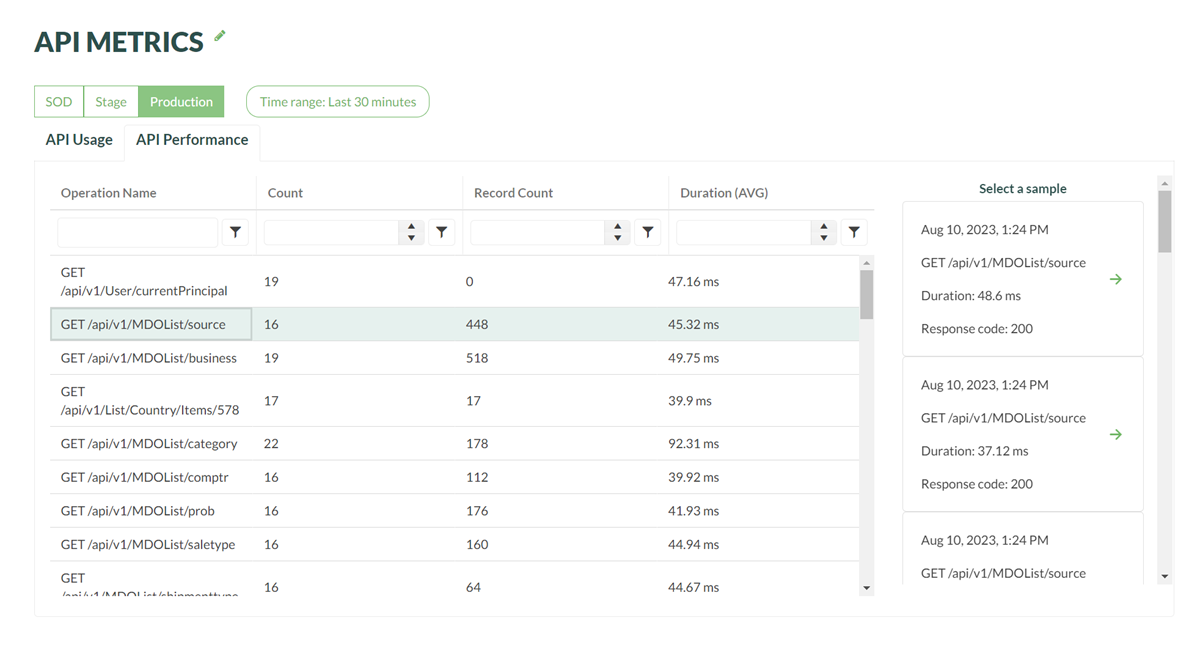 API METRICS
SOD Stage Production Time range: Last 30 minutes
API Usage API Performance
Operation Name Count Record Count Duration (AVG)
GET
/api/v1/User/currentPrincipal 19 0 47.16 ms
GET /api/v1/MDOList/source 16 448 45.32 ms
GET /api/v1/MDOList/business 19 518 49.75 ms
GET
/api/v1/List/Country/Items/578 17 17 39.9 ms
GET /api/v1/MDOList/category 22 178 92.31 ms
GET /api/v1/MDOList/comptr 16 112 39.92 ms
GET /api/v1/MDOList/prob 16 176 41.93 ms
GET /api/v1/MDOList/saletype 16 160 44.94 ms
GET
/api/v1/MDOList/shipmenttype 16 64 44.67 ms
Select a sample
Aug 10, 2023, 1:24 PM
GET /api/v1/MDOList/source
Duration: 48.6 ms
Response code: 200
Aug 10, 2023, 1:24 PM
GET /api/v1/MDOList/source
Duration: 37.12 ms
Response code: 200
Aug 10, 2023, 1:24 PM
GET /api/v1/MDOList/source